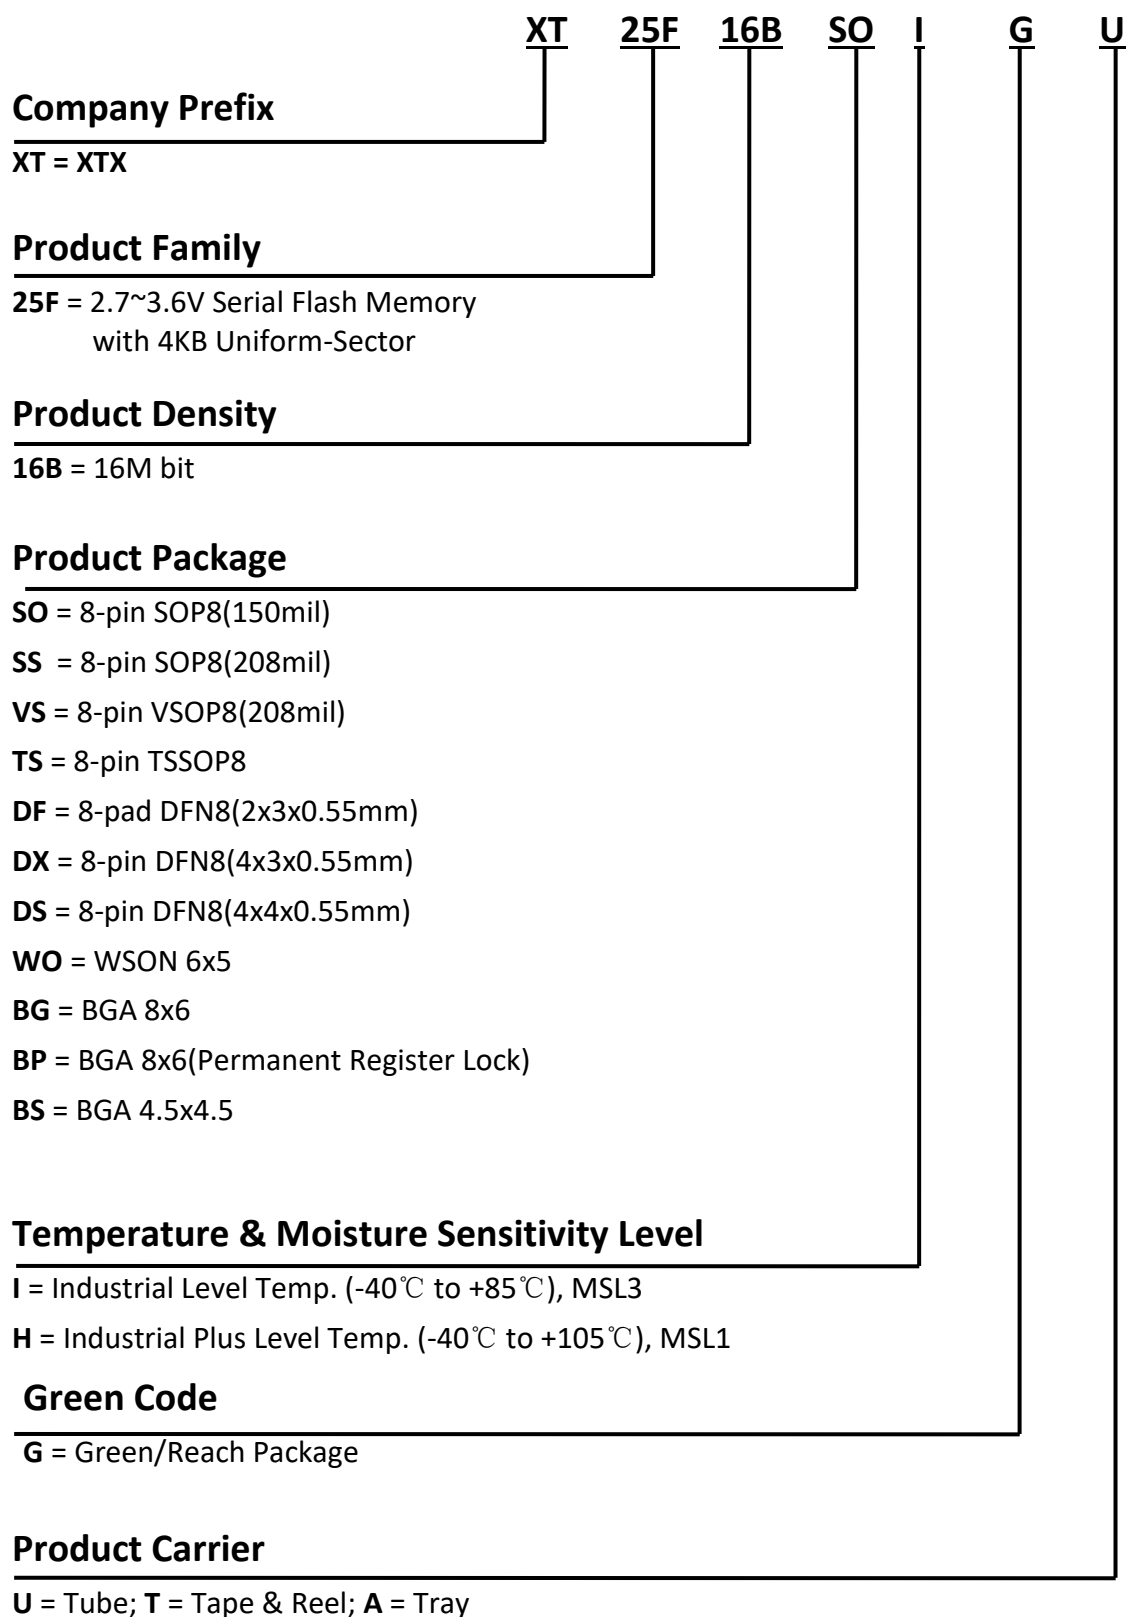 XT 25F 16B SO I G U
Company Prefix
XT = XTX
Product Family
25F = 2.7~3.6V Serial Flash Memory
with 4KB Uniform-Sector
Product Density
16B = 16M bit
Product Package
SO = 8-pin SOP8(150mil)
SS = 8-pin SOP8(208mil)
VS = 8-pin VSOP8(208mil)
TS = 8-pin TSSOP8
DF = 8-pad DFN8(2x3x0.55mm)
DX = 8-pin DFN8(4x3x0.55mm)
DS = 8-pin DFN8(4x4x0.55mm)
WO = WSON 6x5
BG = BGA 8x6
BP = BGA 8x6(Permanent Register Lock)
BS = BGA 4.5x4.5
Temperature & Moisture Sensitivity Level
I = Industrial Level Temp. (-40℃ to +85℃), MSL3
H = Industrial Plus Level Temp. (-40℃ to +105℃), MSL1
Green Code
G = Green/Reach Package
Product Carrier
U = Tube; T = Tape & Reel; A = Tray